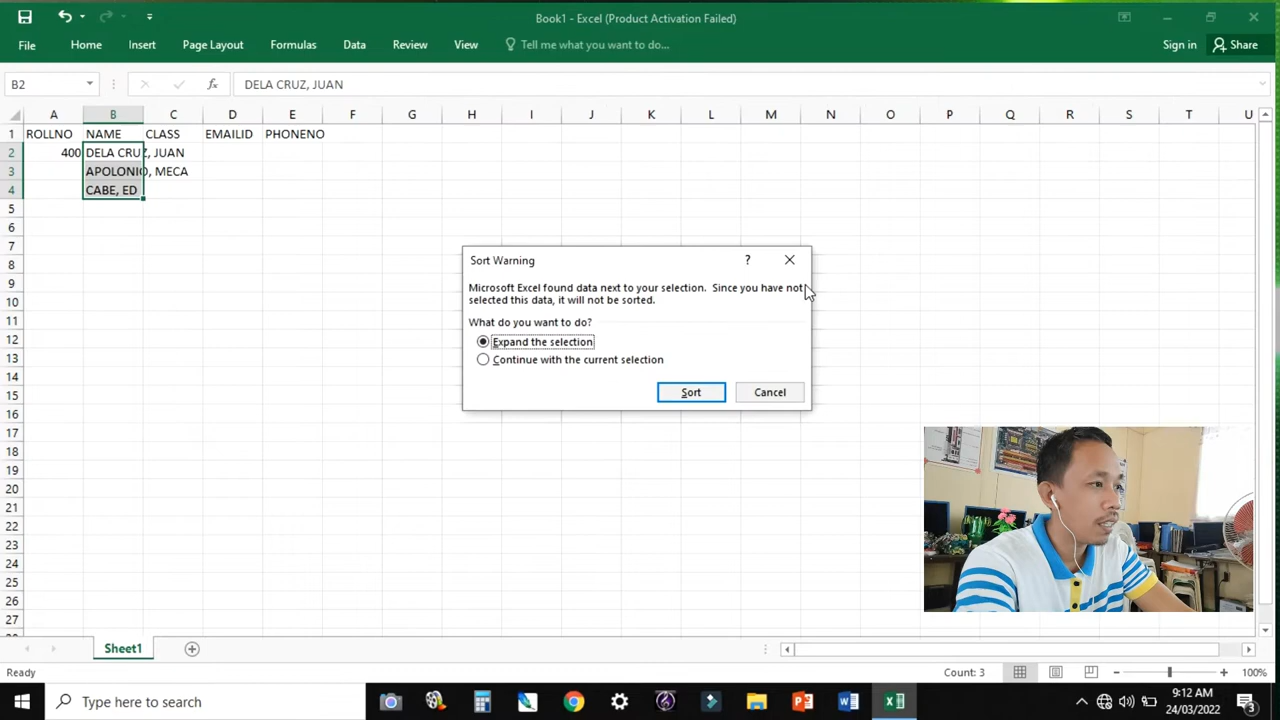 Book1 - Excel (Product Activation Failed)
File Home Insert Page Layout Formulas Data Review View Tell me what you want to do... Sign in Share
B2 fx DELA CRUZ, JUAN
A B C D E F G H I J K L M N O P Q R S T U
1 ROLLNO NAME CLASS EMAILID PHONENO
2 400 DELA CRUZ, JUAN
3 APOLONIO, MECA
4 CABE, ED
5
6
7
8
9
10
11
12
13
14
15
16
17
18
19
20
21
22
23
24
25
26
27
Sort Warning ?
Microsoft Excel found data next to your selection. Since you have not
selected this data, it will not be sorted.
What do you want to do?
Expand the selection
Continue with the current selection
Sort Cancel
Sheet1
Ready Count: 3 100%
Type here to search
9:12 AM
24/03/2022
3